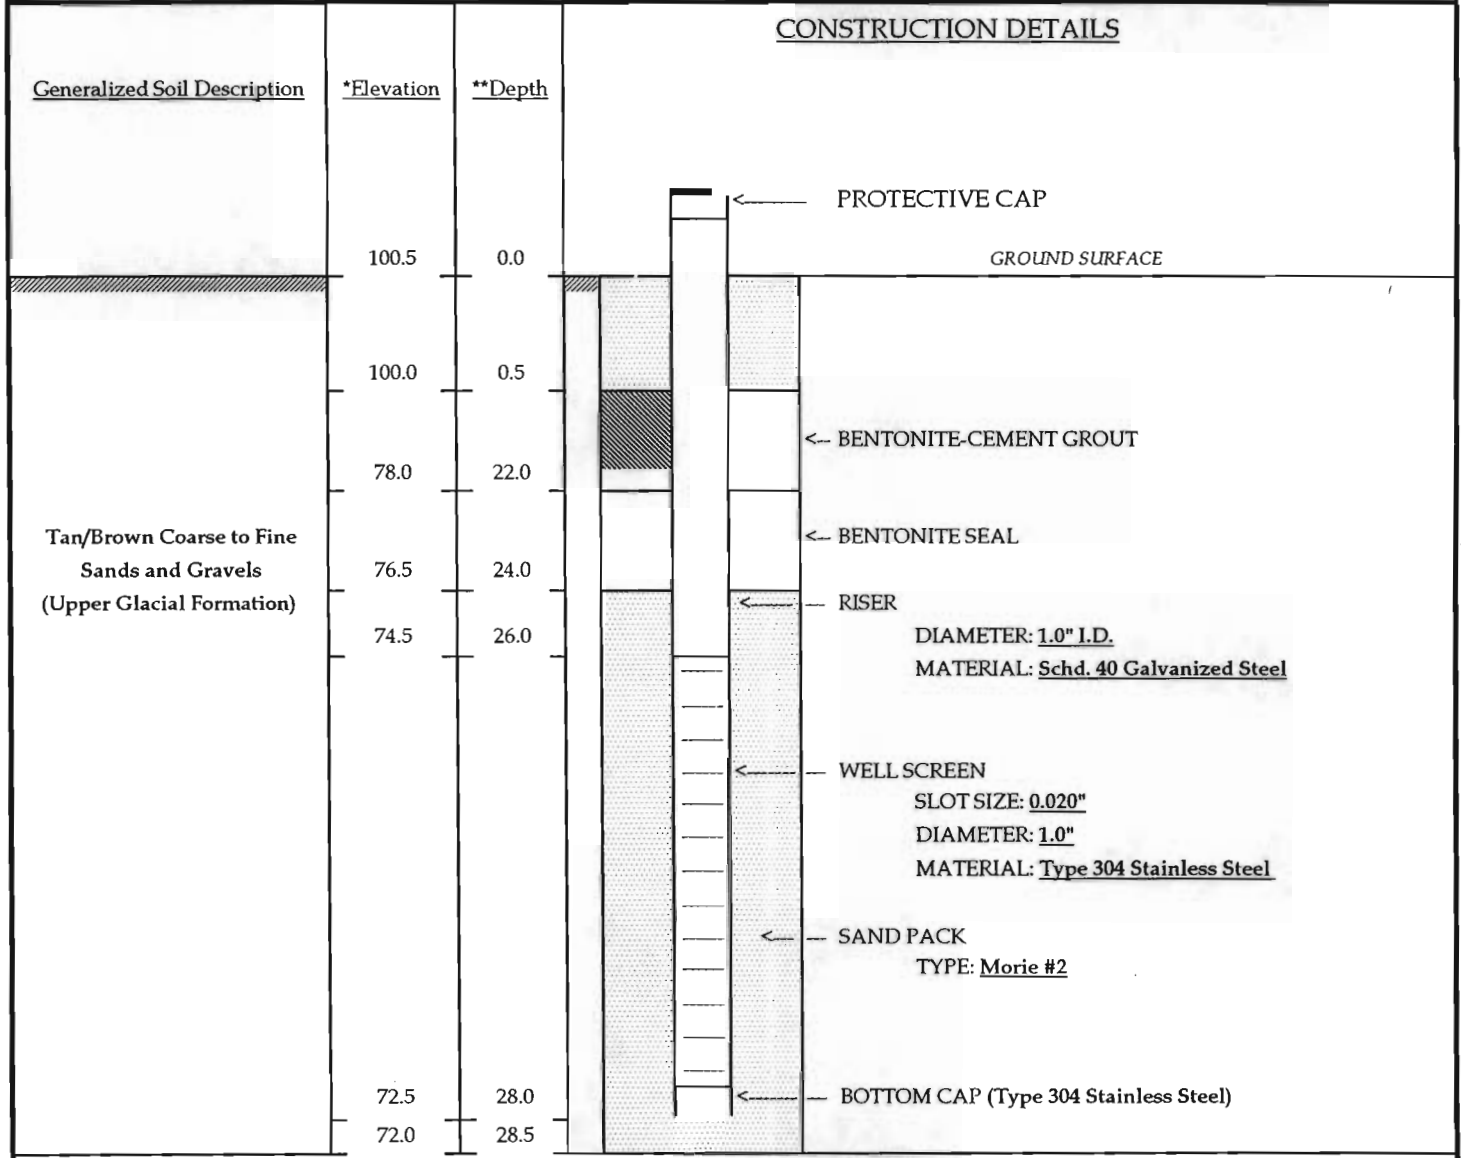 CONSTRUCTION DETAILS
Generalized Soil Description *Elevation **Depth
PROTECTIVE CAP
100.5 0.0 GROUND SURFACE
100.0 0.5
BENTONITE-CEMENT GROUT
78.0 22.0
Tan/Brown Coarse to Fine
Sands and Gravels
(Upper Glacial Formation)
BENTONITE SEAL
76.5 24.0
RISER
74.5 26.0
DIAMETER: 1.0" I.D.
MATERIAL: Schd. 40 Galvanized Steel
WELL SCREEN
SLOT SIZE: 0.020"
DIAMETER: 1.0"
MATERIAL: Type 304 Stainless Steel
SAND PACK
TYPE: Morie #2
72.5 28.0 BOTTOM CAP (Type 304 Stainless Steel)
72.0 28.5